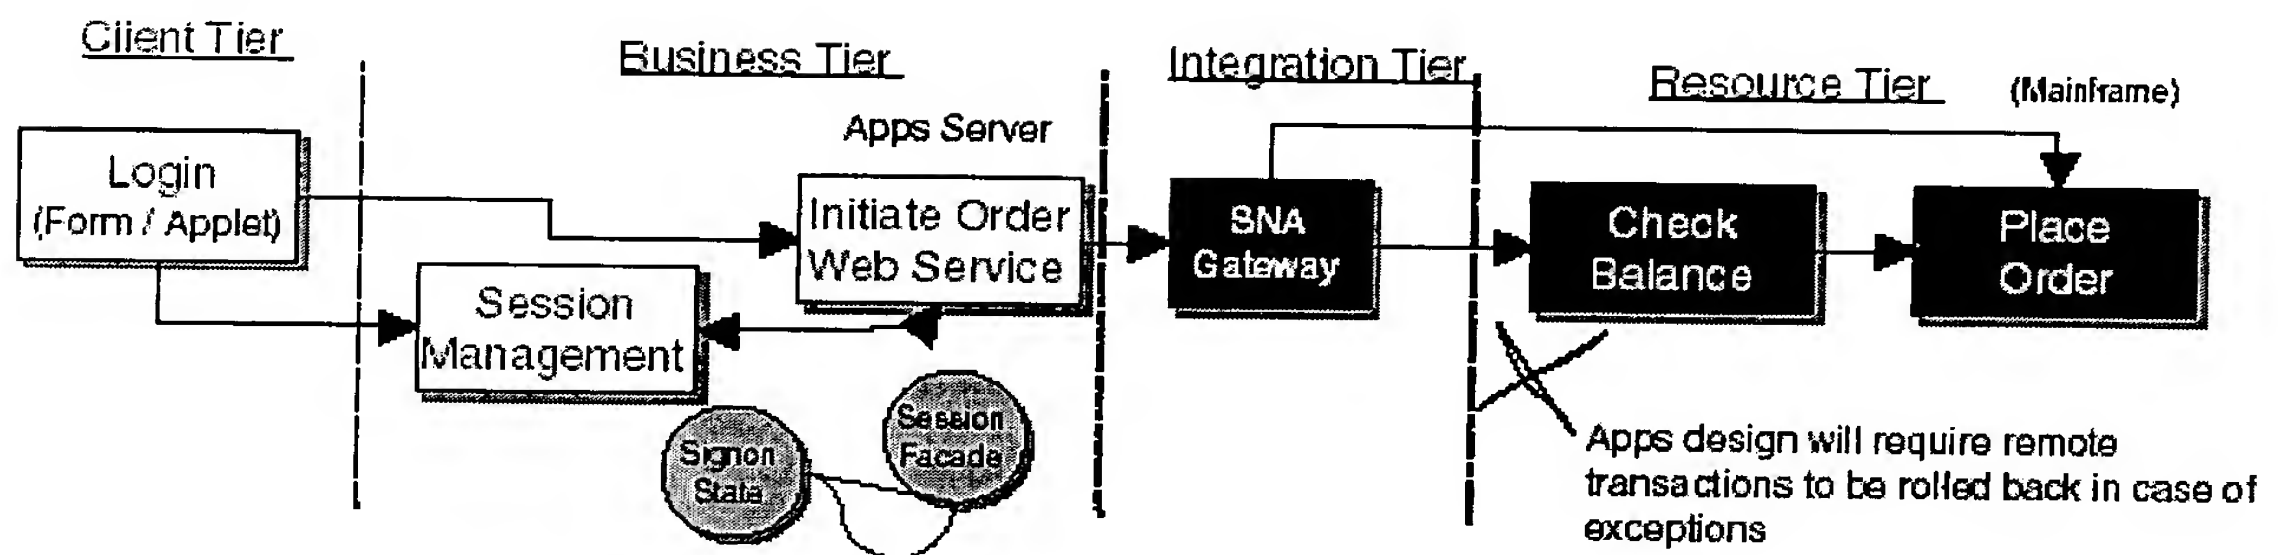 Client Tier
Business Tier
Integration Tier
Resource Tier
(Mainframe)
Apps Server
Login
(Form / Applet)
Initiate Order
Web Service
SNA
Gateway
Check
Balance
Place
Order
Session
Management
Session
Facade
Signon
State
Apps design will require remote
transactions to be rolled back in case of
exceptions